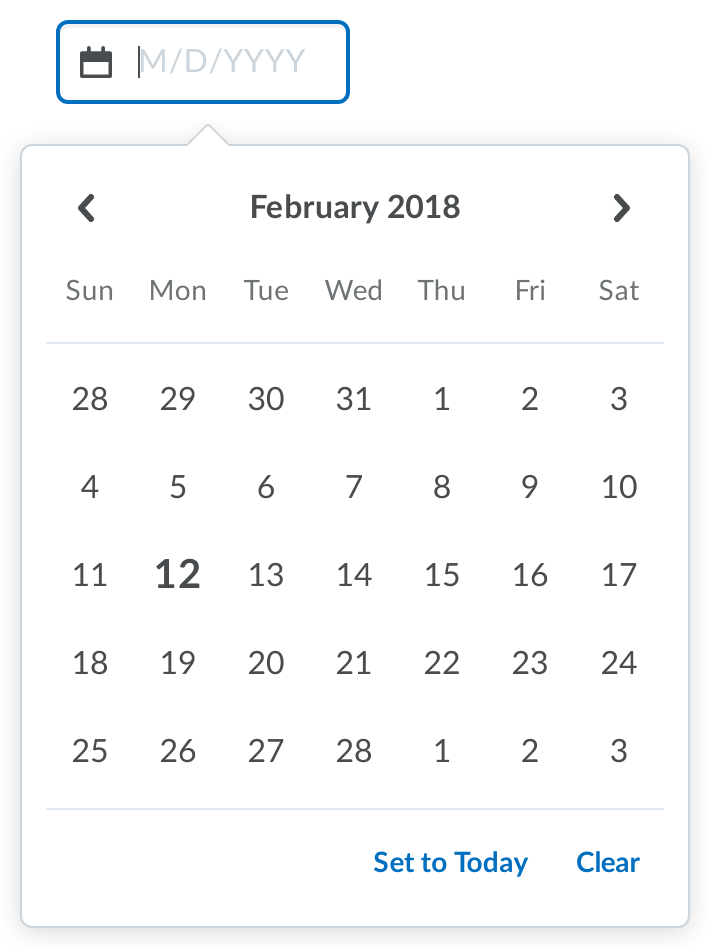 M/D/YYYY
February 2018
Sun Mon Tue Wed Thu Fri Sat
28 29 30 31 1 2 3
4 5 6 7 8 9 10
11 12 13 14 15 16 17
18 19 20 21 22 23 24
25 26 27 28 1 2 3
Set to Today Clear